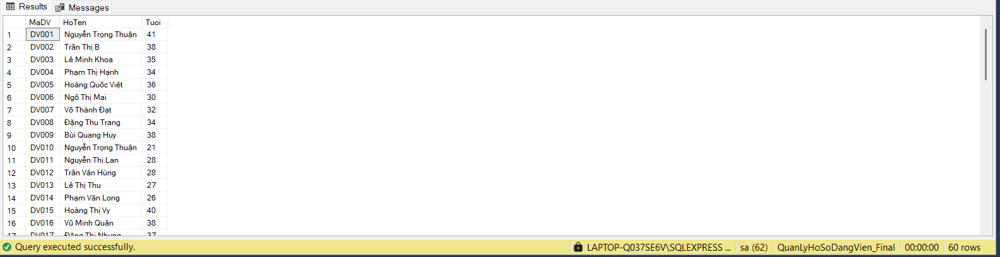 Results Messages
MaDV HoTen Tuoi
1 DV001 Nguyễn Trọng Thuận 41
2 DV002 Trần Thị B 38
3 DV003 Lê Minh Khoa 35
4 DV004 Phạm Thị Hạnh 34
5 DV005 Hoàng Quốc Việt 36
6 DV006 Ngô Thị Mai 30
7 DV007 Võ Thành Đạt 32
8 DV008 Đặng Thu Trang 34
9 DV009 Bùi Quang Huy 38
10 DV010 Nguyễn Trọng Thuận 21
11 DV011 Nguyễn Thị Lan 28
12 DV012 Trần Văn Hùng 28
13 DV013 Lê Thị Thu 27
14 DV014 Phạm Văn Long 26
15 DV015 Hoàng Thị Vy 40
16 DV016 Vũ Minh Quân 38
17 DV017 Đặng Thị Nhung 37
Query executed successfully. LAPTOP-Q037SE6V\SQLEXPRESS ... sa (62) QuanLyHoSoDangVien_Final 00:00:00 60 rows